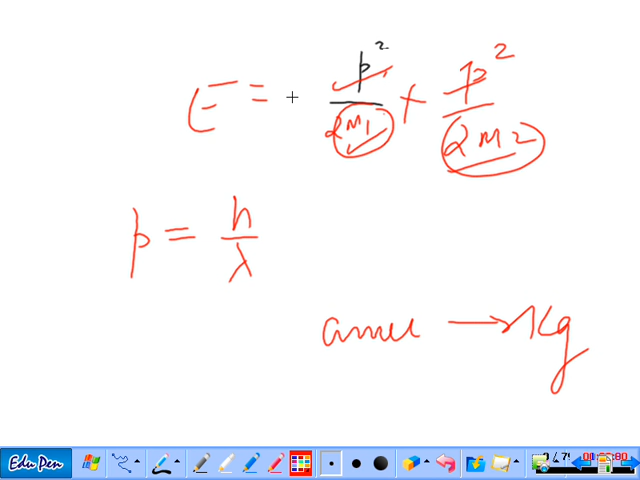 E = p²/2M₁ + p²/2M2
p = h/λ
amu → Kg
Edu Pen